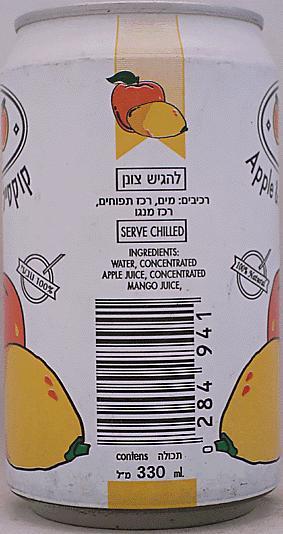 להגיש צונן
רכיבים: מים, רכז תפוחים,
רכז מנגו
SERVE CHILLED
INGREDIENTS:
WATER, CONCENTRATED
APPLE JUICE, CONCENTRATED
MANGO JUICE,
100% טבעי
100% Natural
Apple
קוקטי
0 284 941
contens תכולה
מ״ל 330 ml.